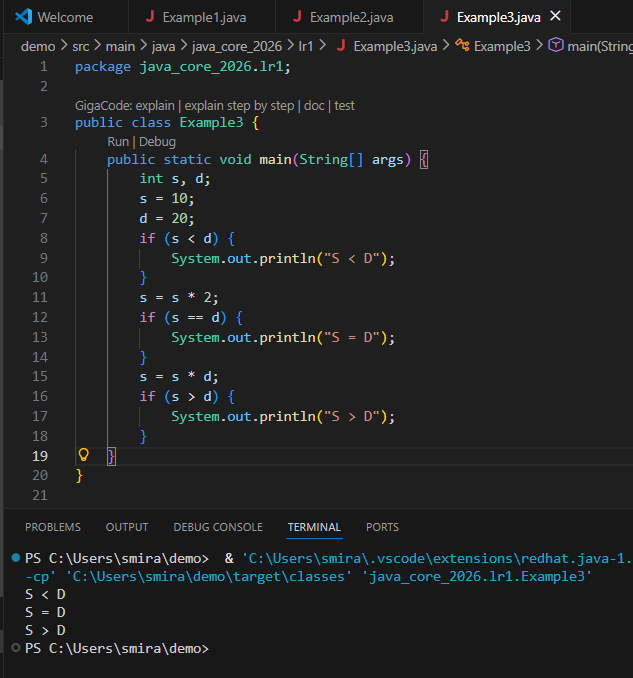 Welcome
Example1.java
Example2.java
Example3.java
demo > src > main > java > java_core_2026 > lr1 > Example3.java > Example3 > main(String
1 package java_core_2026.lr1;
2
GigaCode: explain | explain step by step | doc | test
3 public class Example3 {
Run | Debug
4     public static void main(String[] args) {
5         int s, d;
6         s = 10;
7         d = 20;
8         if (s < d) {
9             System.out.println("S < D");
10         }
11         s = s * 2;
12         if (s == d) {
13             System.out.println("S = D");
14         }
15         s = s * d;
16         if (s > d) {
17             System.out.println("S > D");
18         }
19     }
20 }
21
PROBLEMS OUTPUT DEBUG CONSOLE TERMINAL PORTS
PS C:\Users\smira\demo>  & 'C:\Users\smira\.vscode\extensions\redhat.java-1.
-cp' 'C:\Users\smira\demo\target\classes' 'java_core_2026.lr1.Example3'
S < D
S = D
S > D
PS C:\Users\smira\demo>